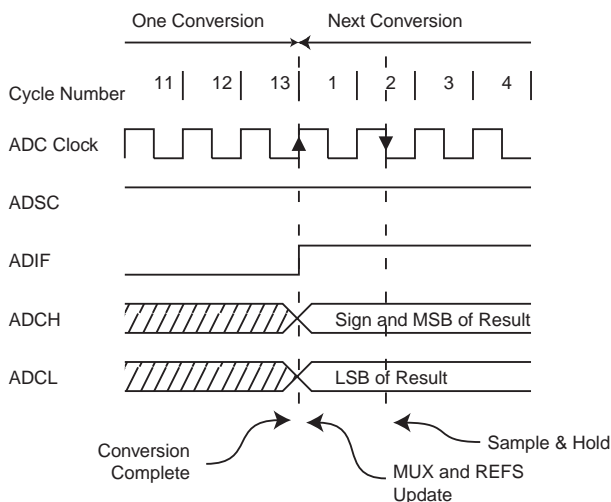 One Conversion Next Conversion
Cycle Number 11 12 13 1 2 3 4
ADC Clock
ADSC
ADIF
ADCH Sign and MSB of Result
ADCL LSB of Result
Conversion
Complete
MUX and REFS
Update
Sample & Hold